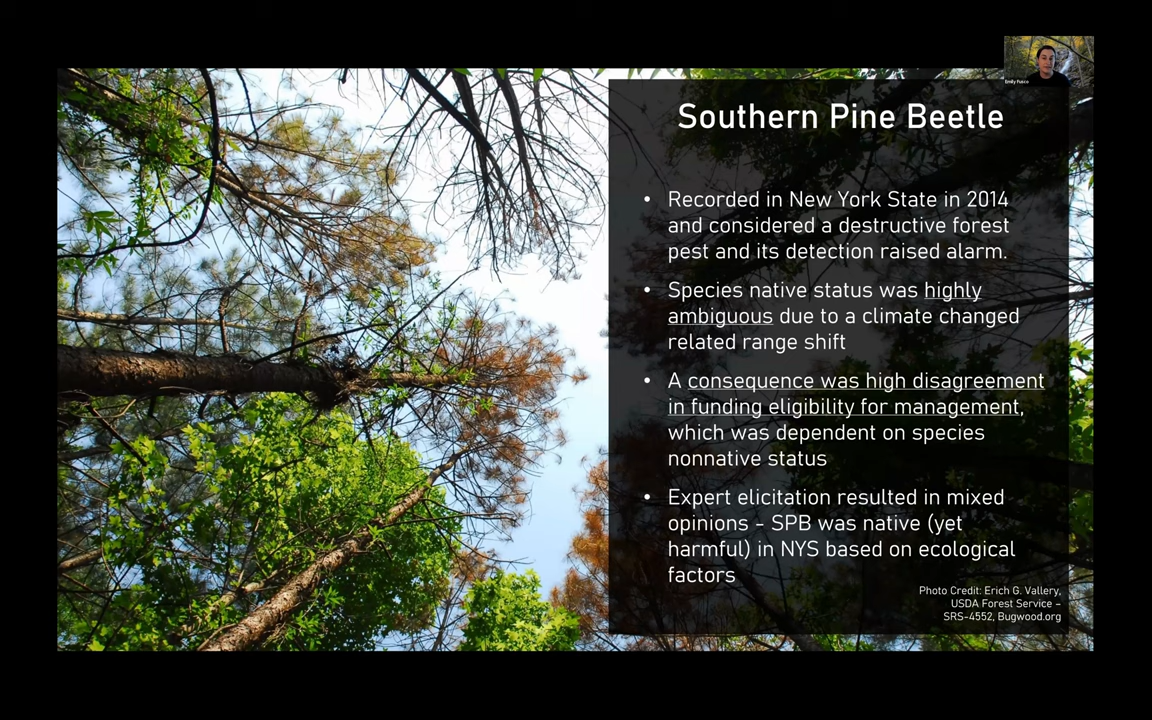 Emily Fusco
Southern Pine Beetle
• Recorded in New York State in 2014
and considered a destructive forest
pest and its detection raised alarm.
• Species native status was highly
ambiguous due to a climate changed
related range shift
• A consequence was high disagreement
in funding eligibility for management,
which was dependent on species
nonnative status
• Expert elicitation resulted in mixed
opinions - SPB was native (yet
harmful) in NYS based on ecological
factors
Photo Credit: Erich G. Vallery,
USDA Forest Service –
SRS-4552, Bugwood.org